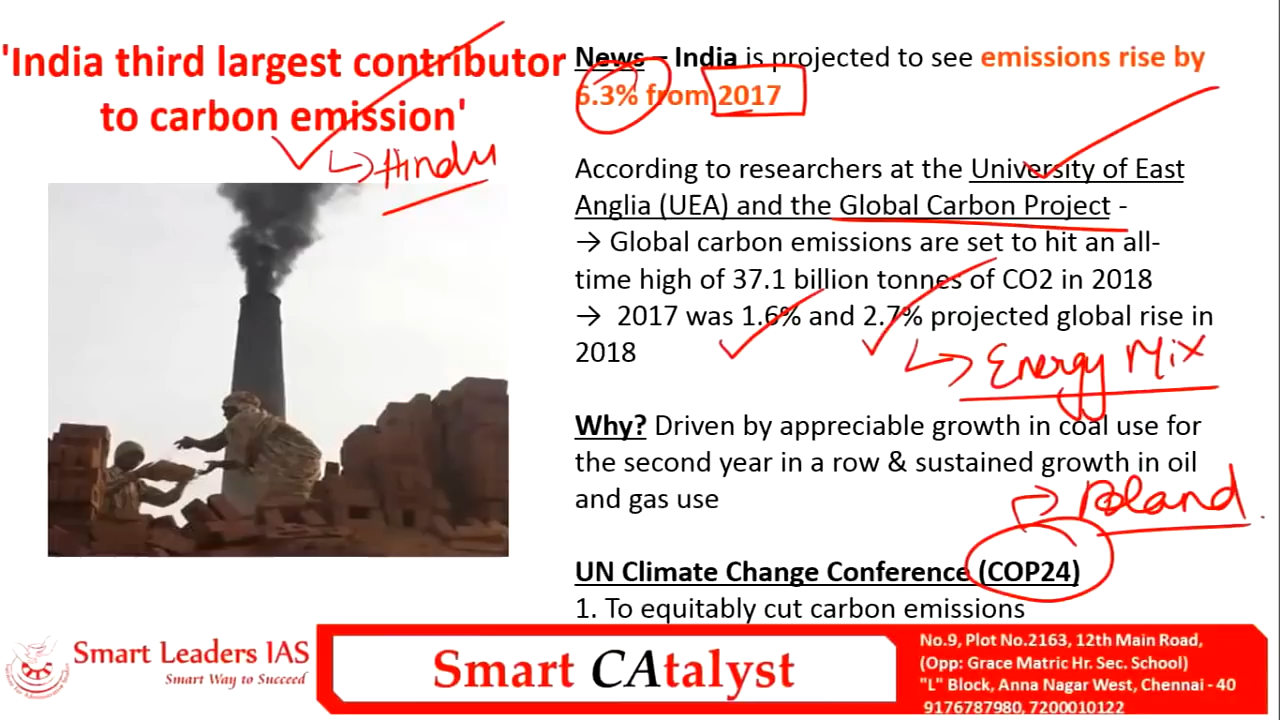 'India third largest contributor
to carbon emission'
Hindu
News – India is projected to see emissions rise by
6.3% from 2017
According to researchers at the University of East
Anglia (UEA) and the Global Carbon Project -
→ Global carbon emissions are set to hit an all-
time high of 37.1 billion tonnes of CO2 in 2018
→ 2017 was 1.6% and 2.7% projected global rise in
2018
Energy Mix
Why? Driven by appreciable growth in coal use for
the second year in a row & sustained growth in oil
and gas use
Poland
UN Climate Change Conference (COP24)
1. To equitably cut carbon emissions
Smart Leaders IAS
Smart Way to Succeed
Smart CAtalyst
No.9, Plot No.2163, 12th Main Road,
(Opp: Grace Matric Hr. Sec. School)
"L" Block, Anna Nagar West, Chennai - 40
9176787980, 7200010122